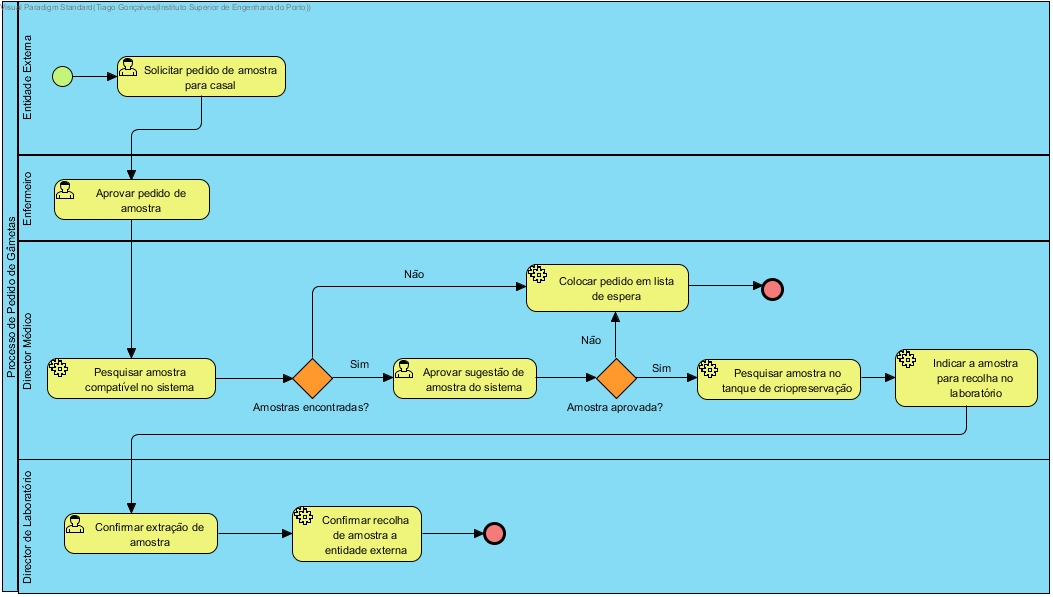 Visual Paradigm Standard(Tiago Gonçalves(Instituto Superior de Engenharia do Porto))
Processo de Pedido de Gâmetas
Entidade Externa
Solicitar pedido de amostra
para casal
Enfermeiro
Aprovar pedido de
amostra
Director Médico
Não
Colocar pedido em lista
de espera
Pesquisar amostra
compatível no sistema
Amostras encontradas?
Sim
Aprovar sugestão de
amostra do sistema
Não
Amostra aprovada?
Sim
Pesquisar amostra no
tanque de criopreservação
Indicar a amostra
para recolha no
laboratório
Director de Laboratório
Confirmar extração de
amostra
Confirmar recolha
de amostra a
entidade externa